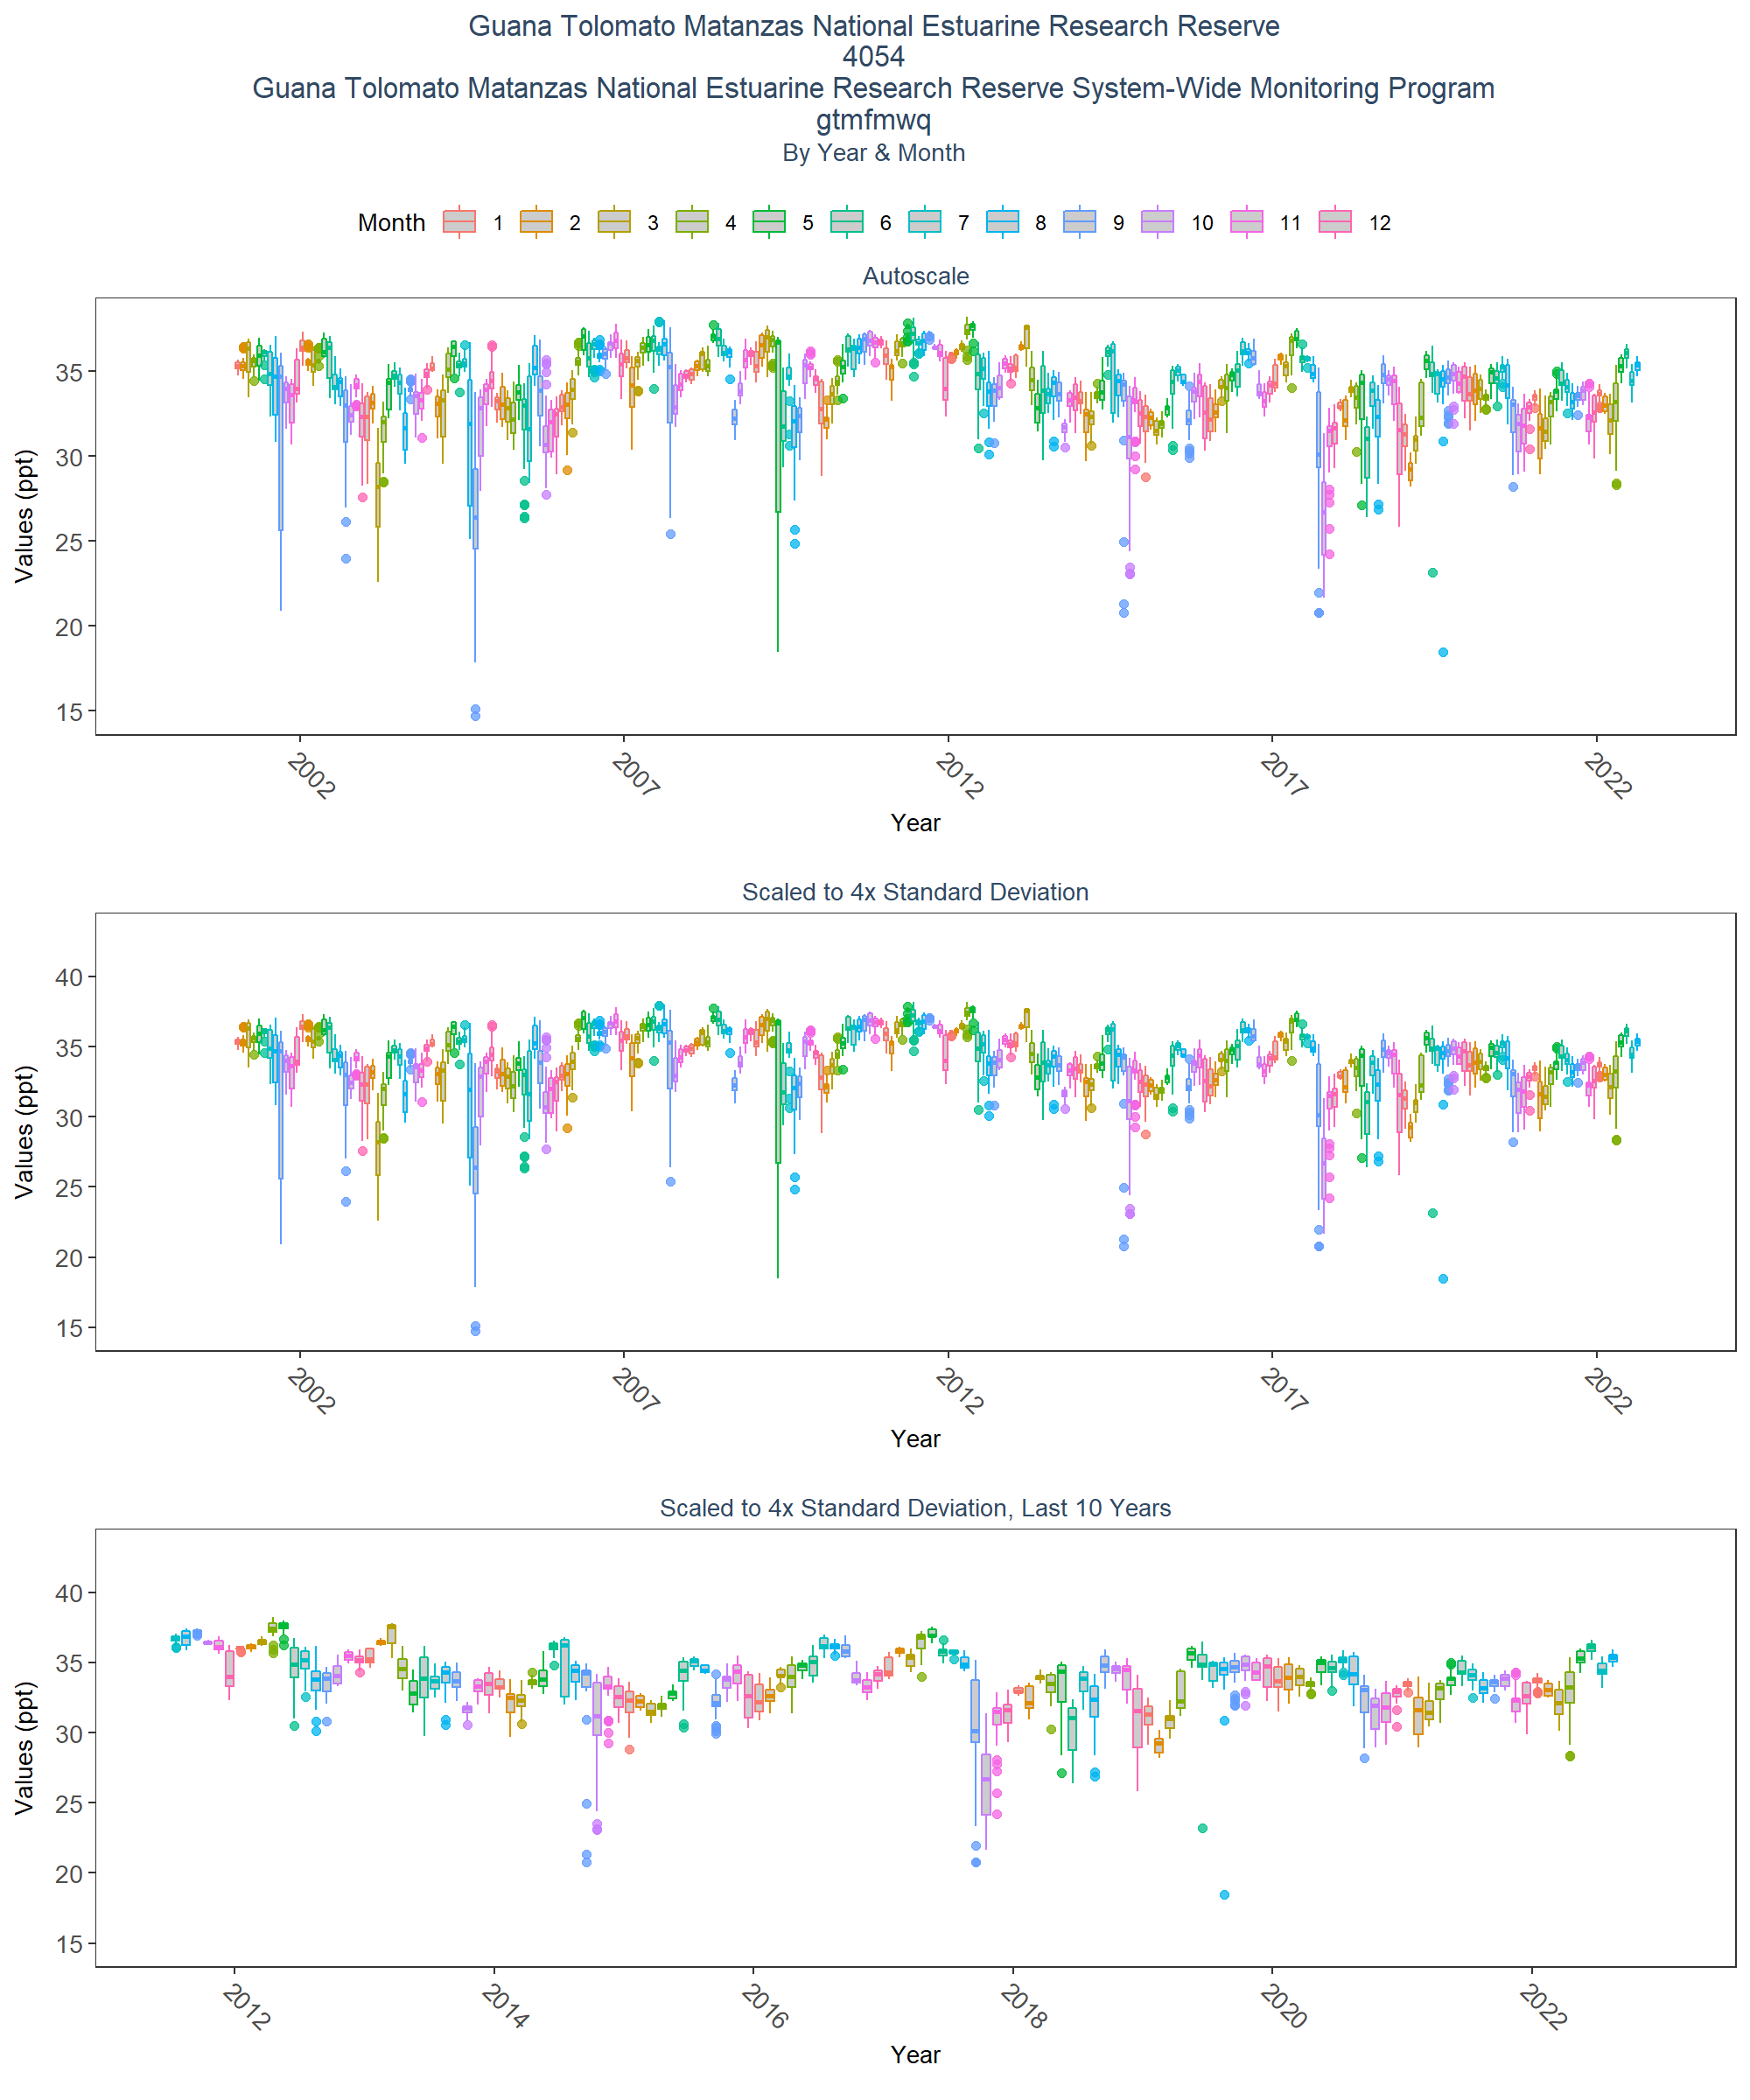 Guana Tolomato Matanzas National Estuarine Research Reserve
4054
Guana Tolomato Matanzas National Estuarine Research Reserve System-Wide Monitoring Program
gtmfmwq
By Year & Month
Month 1 2 3 4 5 6 7 8 9 10 11 12
Autoscale
Values (ppt)
35
30
25
20
15
2002 2007 2012 2017 2022
Year
Scaled to 4x Standard Deviation
Values (ppt)
40
35
30
25
20
15
2002 2007 2012 2017 2022
Year
Scaled to 4x Standard Deviation, Last 10 Years
Values (ppt)
40
35
30
25
20
15
2012 2014 2016 2018 2020 2022
Year